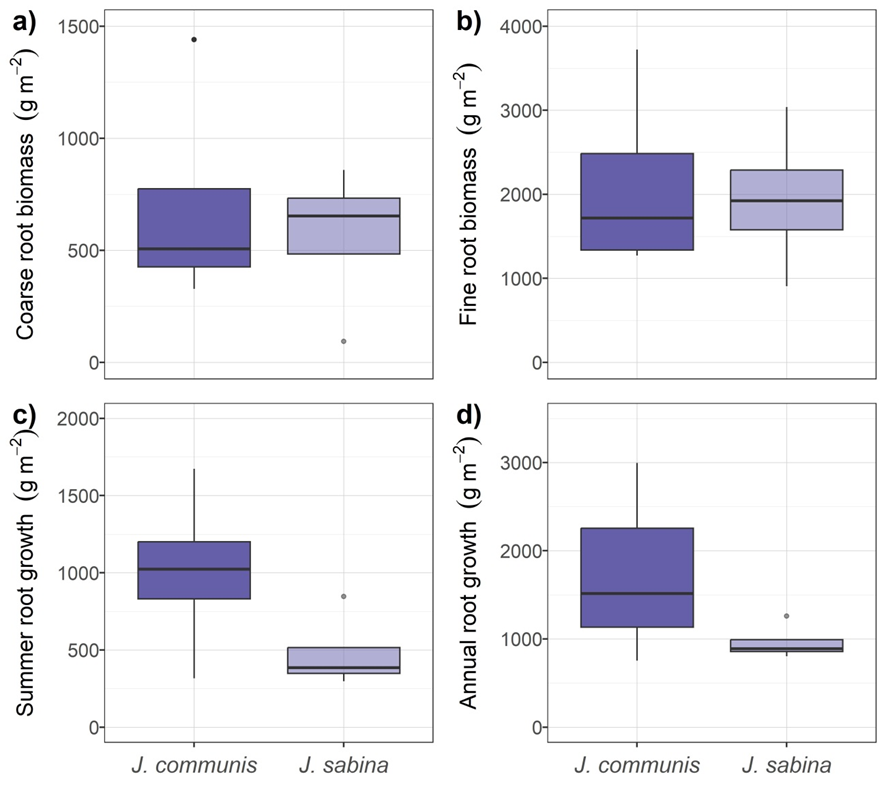 a)
Coarse root biomass (g m⁻²)
1500
1000
500
0
b)
Fine root biomass (g m⁻²)
4000
3000
2000
1000
0
c)
Summer root growth (g m⁻²)
2000
1500
1000
500
0
J. communis J. sabina
d)
Annual root growth (g m⁻²)
3000
2000
1000
0
J. communis J. sabina